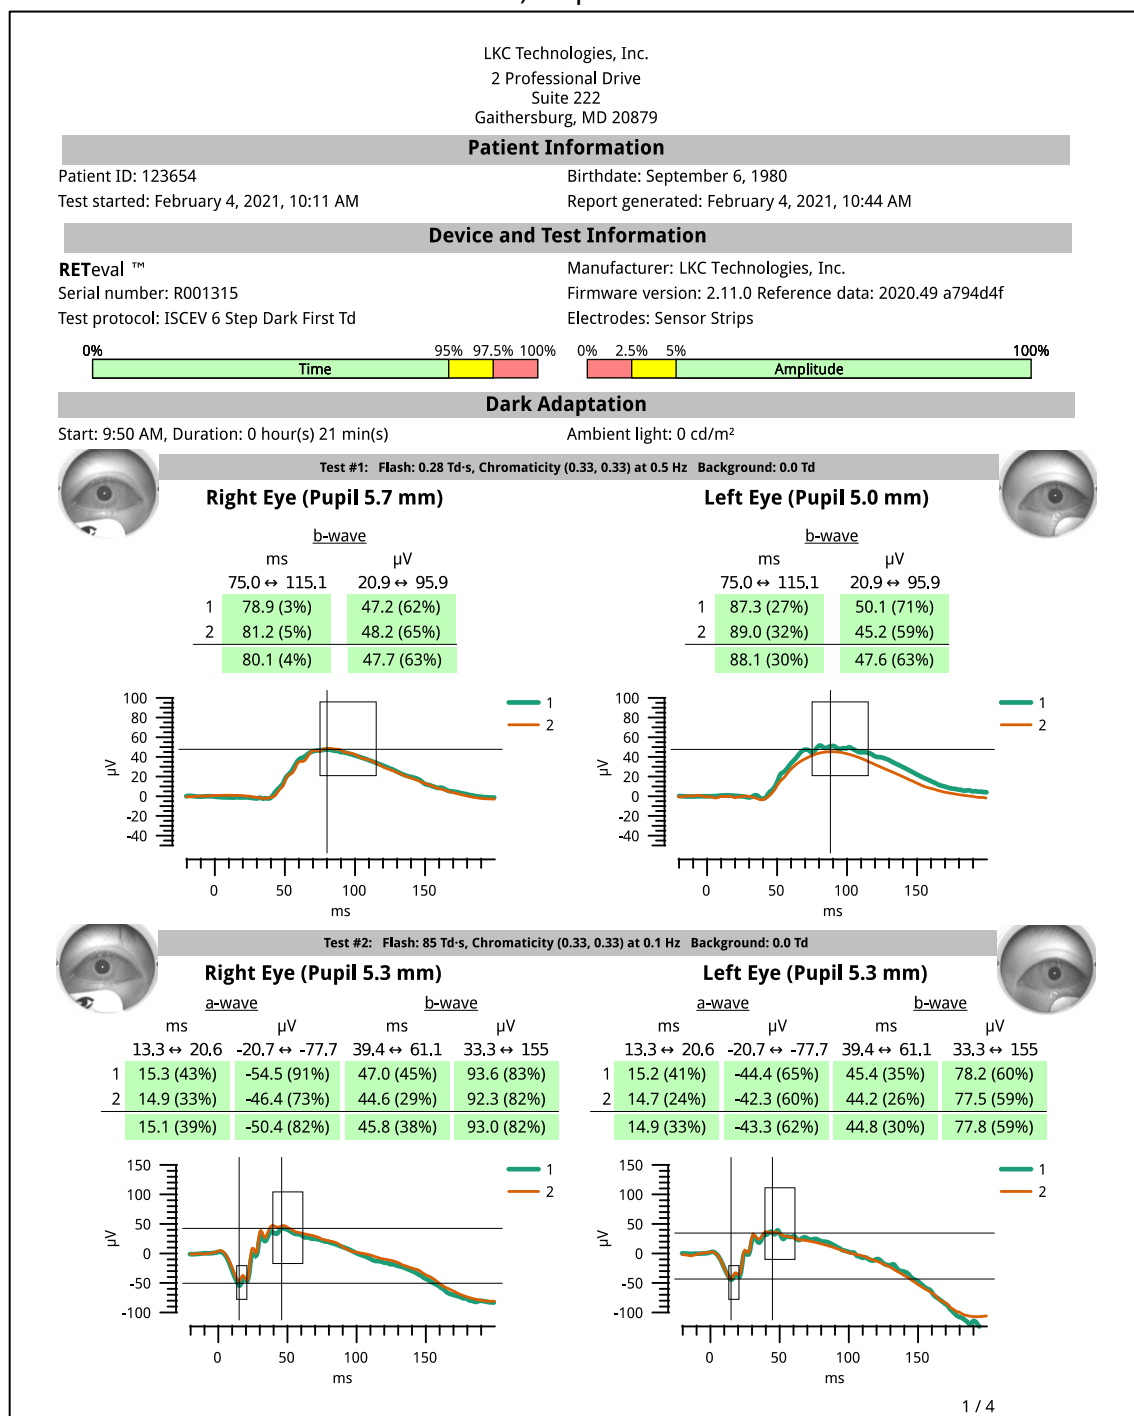 LKC Technologies, Inc.
2 Professional Drive
Suite 222
Gaithersburg, MD 20879
Patient Information
Patient ID: 123654 Birthdate: September 6, 1980
Test started: February 4, 2021, 10:11 AM Report generated: February 4, 2021, 10:44 AM
Device and Test Information
RETeval ™ Manufacturer: LKC Technologies, Inc.
Serial number: R001315 Firmware version: 2.11.0 Reference data: 2020.49 a794d4f
Test protocol: ISCEV 6 Step Dark First Td Electrodes: Sensor Strips
0% 95% 97.5% 100% 0% 2.5% 5% 100%
Time Amplitude
Dark Adaptation
Start: 9:50 AM, Duration: 0 hour(s) 21 min(s) Ambient light: 0 cd/m²
Test #1: Flash: 0.28 Td·s, Chromaticity (0.33, 0.33) at 0.5 Hz Background: 0.0 Td
Right Eye (Pupil 5.7 mm) Left Eye (Pupil 5.0 mm)
b-wave b-wave
ms µV ms µV
75.0 ↔ 115.1 20.9 ↔ 95.9 75.0 ↔ 115.1 20.9 ↔ 95.9
1 78.9 (3%) 47.2 (62%) 1 87.3 (27%) 50.1 (71%)
2 81.2 (5%) 48.2 (65%) 2 89.0 (32%) 45.2 (59%)
80.1 (4%) 47.7 (63%) 88.1 (30%) 47.6 (63%)
100 1 100 1
80 2 80 2
60 60
40 40
20 20
0 0
-20 -20
-40 -40
µV µV
0 50 100 150 0 50 100 150
ms ms
Test #2: Flash: 85 Td·s, Chromaticity (0.33, 0.33) at 0.1 Hz Background: 0.0 Td
Right Eye (Pupil 5.3 mm) Left Eye (Pupil 5.3 mm)
a-wave b-wave a-wave b-wave
ms µV ms µV ms µV ms µV
13.3 ↔ 20.6 -20.7 ↔ -77.7 39.4 ↔ 61.1 33.3 ↔ 155 13.3 ↔ 20.6 -20.7 ↔ -77.7 39.4 ↔ 61.1 33.3 ↔ 155
1 15.3 (43%) -54.5 (91%) 47.0 (45%) 93.6 (83%) 1 15.2 (41%) -44.4 (65%) 45.4 (35%) 78.2 (60%)
2 14.9 (33%) -46.4 (73%) 44.6 (29%) 92.3 (82%) 2 14.7 (24%) -42.3 (60%) 44.2 (26%) 77.5 (59%)
15.1 (39%) -50.4 (82%) 45.8 (38%) 93.0 (82%) 14.9 (33%) -43.3 (62%) 44.8 (30%) 77.8 (59%)
150 1 150 1
100 2 100 2
50 50
0 0
-50 -50
-100 -100
µV µV
0 50 100 150 0 50 100 150
ms ms
1 / 4